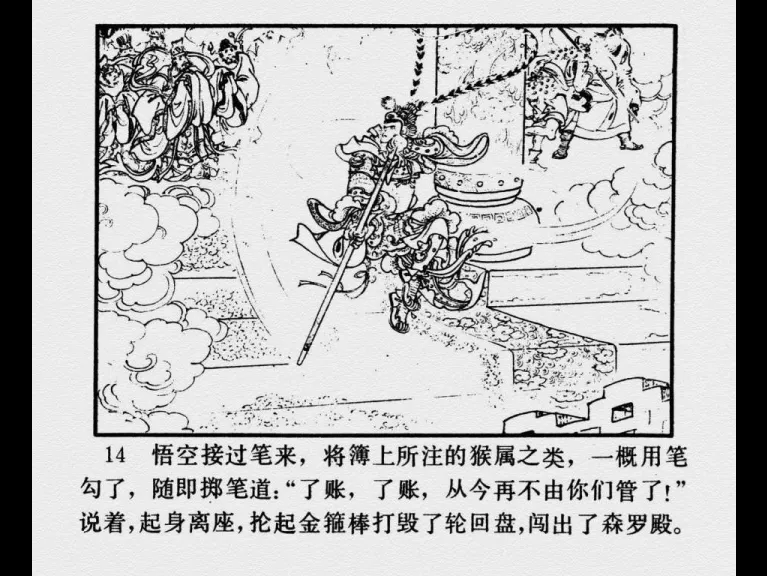 14 悟空接过笔来，将簿上所注的猴属之类，一概用笔
勾了，随即掷笔道：“了账，了账，从今再不由你们管了！”
说着，起身离座，抡起金箍棒打毁了轮回盘，闯出了森罗殿。